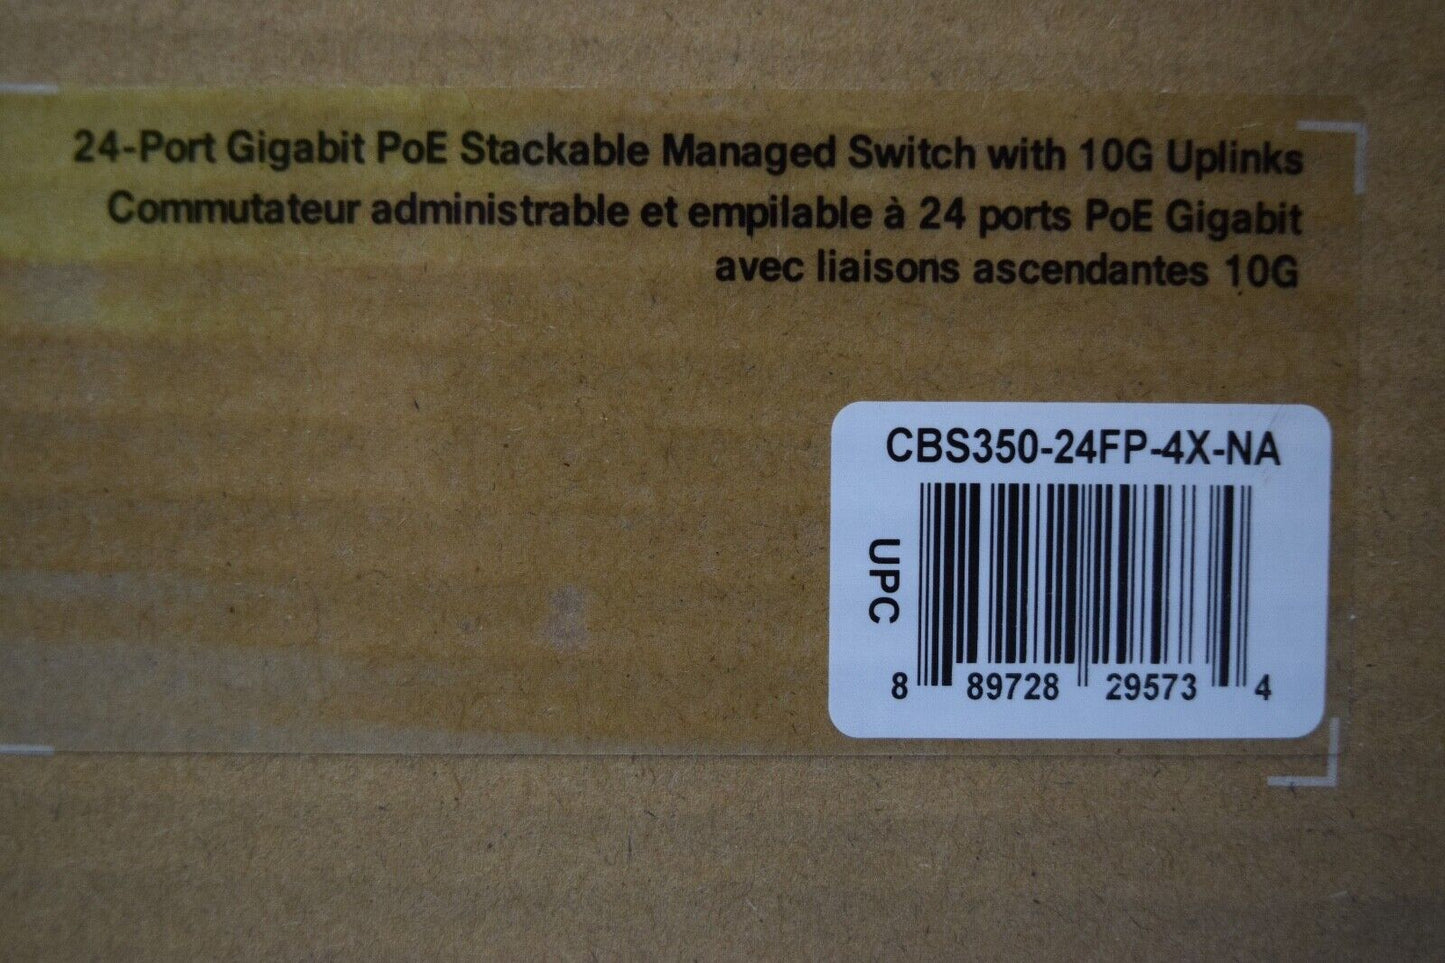 24-Port Gigabit PoE Stackable Managed Switch with 10G Uplinks
Commutateur administrable et empilable à 24 ports PoE Gigabit
avec liaisons ascendantes 10G
CBS350-24FP-4X-NA
UPC
8 89728 29573 4